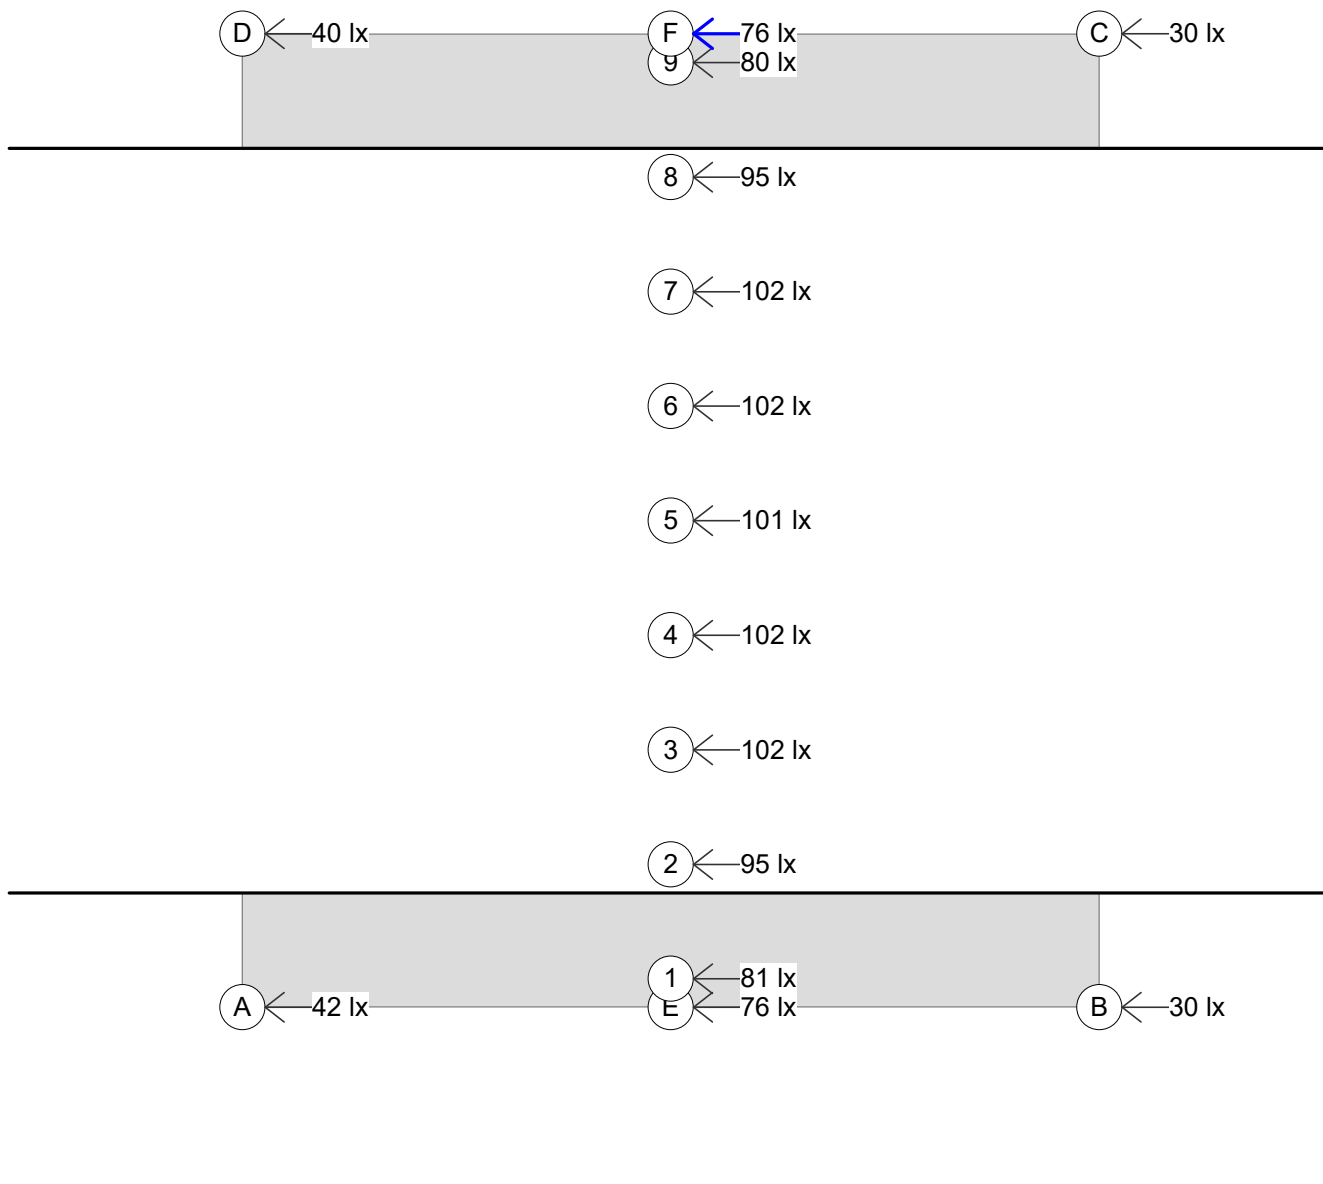 D 40 lx F 76 lx C 30 lx
9 80 lx
8 95 lx
7 102 lx
6 102 lx
5 101 lx
4 102 lx
3 102 lx
2 95 lx
1 81 lx
A 42 lx E 76 lx B 30 lx